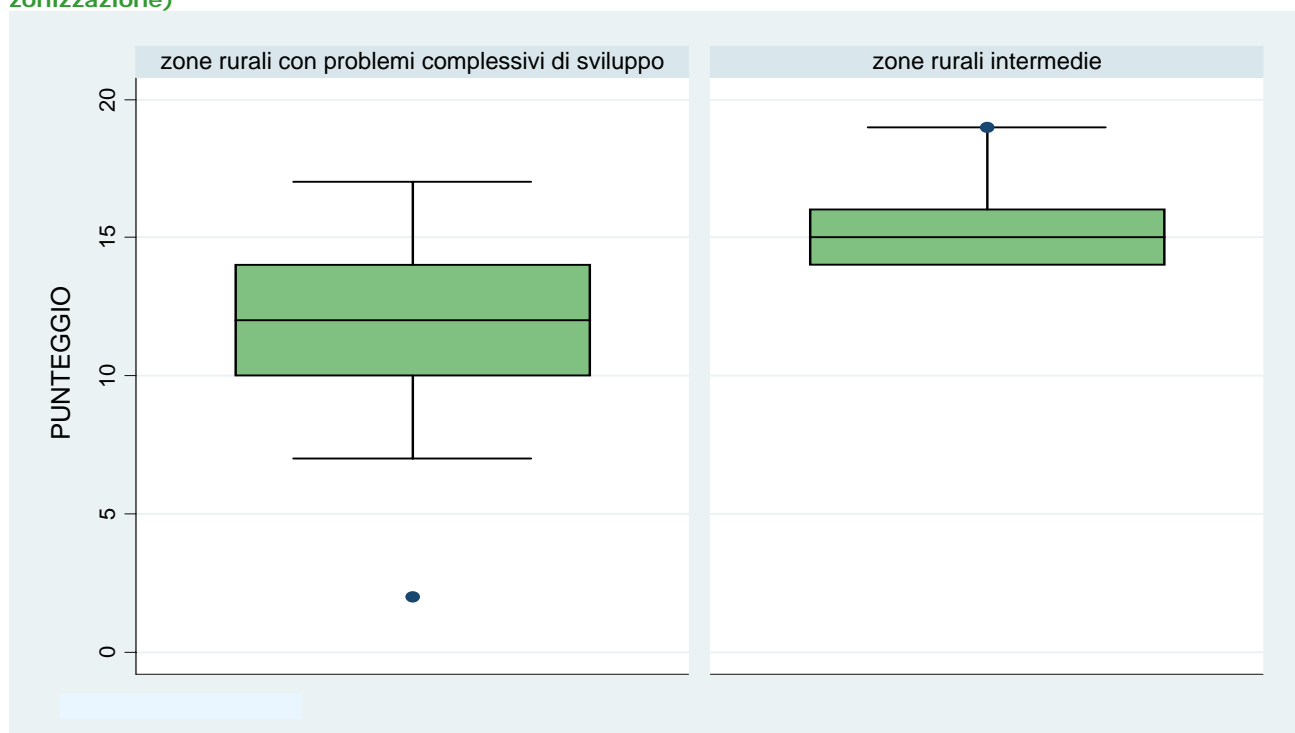 zonizzazione)
zone rurali con problemi complessivi di sviluppo
zone rurali intermedie
PUNTEGGIO
20
15
10
5
0